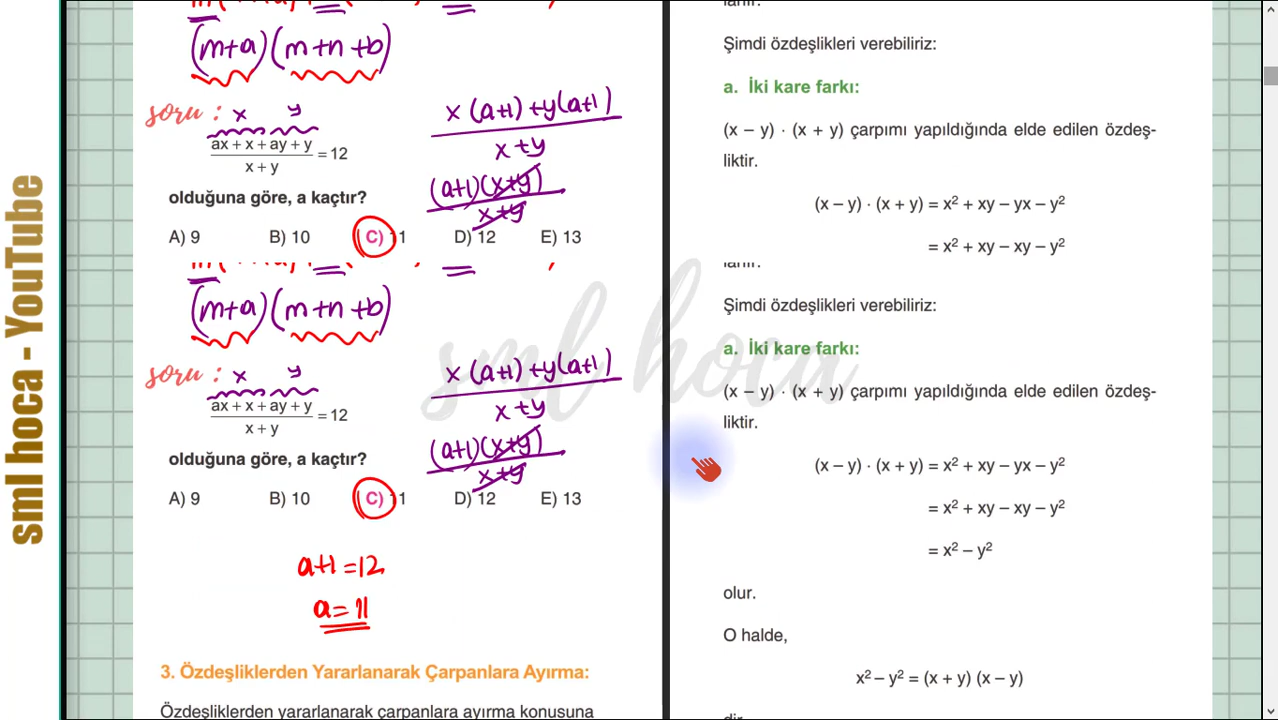 sml hoca - YouTube
(m+a)(m+n+b)
soru : x y
ax + x + ay + y
x + y
= 12
x(a+1)+y(a+1)
x+y
(a+1)(x+y)
x+y
olduğuna göre, a kaçtır?
A) 9 B) 10 C) 11 D) 12 E) 13
(m+a)(m+n+b)
soru : x y
ax + x + ay + y
x + y
= 12
x(a+1)+y(a+1)
x+y
(a+1)(x+y)
x+y
olduğuna göre, a kaçtır?
A) 9 B) 10 C) 11 D) 12 E) 13
a+1=12
a=11
3. Özdeşliklerden Yararlanarak Çarpanlara Ayırma:
Özdeşliklerden yararlanarak çarpanlara ayırma konusuna
Şimdi özdeşlikleri verebiliriz:
a. İki kare farkı:
(x – y) · (x + y) çarpımı yapıldığında elde edilen özdeş-
liktir.
(x – y) · (x + y) = x² + xy – yx – y²
= x² + xy – xy – y²
Şimdi özdeşlikleri verebiliriz:
a. İki kare farkı:
(x – y) · (x + y) çarpımı yapıldığında elde edilen özdeş-
liktir.
(x – y) · (x + y) = x² + xy – yx – y²
= x² + xy – xy – y²
= x² – y²
olur.
O halde,
x² – y² = (x + y) (x – y)
dir.
sml hoca